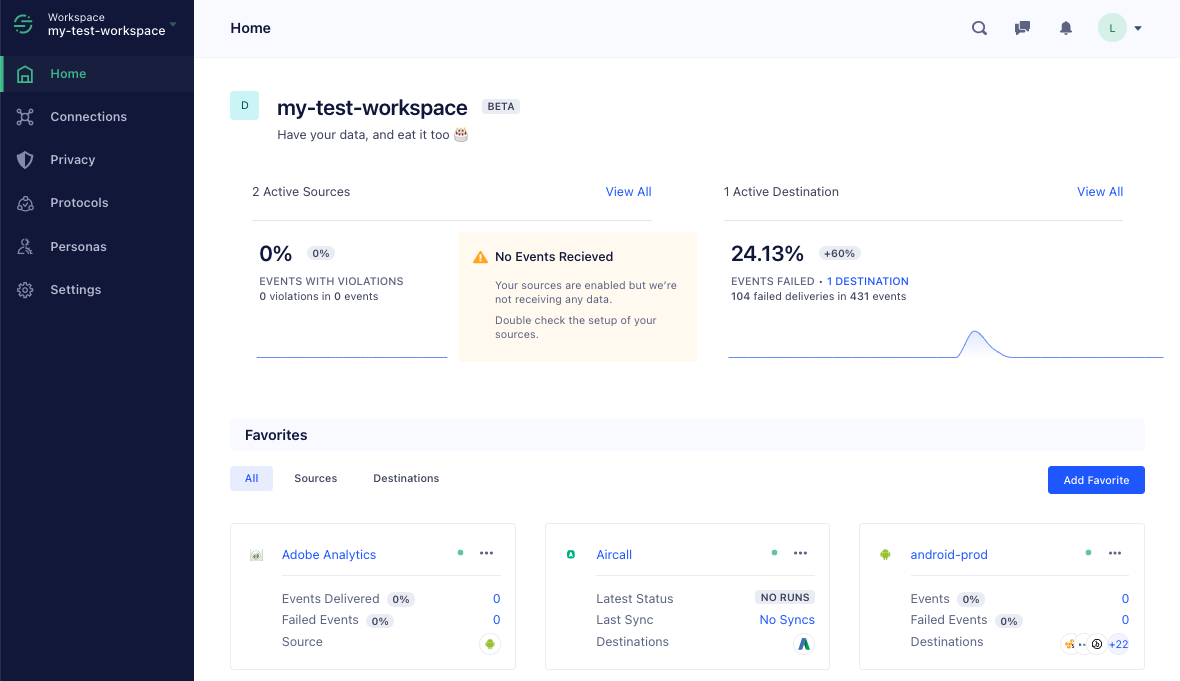 Workspace
my-test-workspace
Home
Connections
Privacy
Protocols
Personas
Settings
Home
L
D
my-test-workspace BETA
Have your data, and eat it too 🎂
2 Active Sources View All
0% 0%
EVENTS WITH VIOLATIONS
0 violations in 0 events
No Events Recieved
Your sources are enabled but we’re
not receiving any data.
Double check the setup of your
sources.
1 Active Destination View All
24.13% +60%
EVENTS FAILED • 1 DESTINATION
104 failed deliveries in 431 events
Favorites
All Sources Destinations Add Favorite
Adobe Analytics
Events Delivered 0% 0
Failed Events 0% 0
Source
Aircall
Latest Status NO RUNS
Last Sync No Syncs
Destinations
android-prod
Events 0% 0
Failed Events 0% 0
Destinations +22